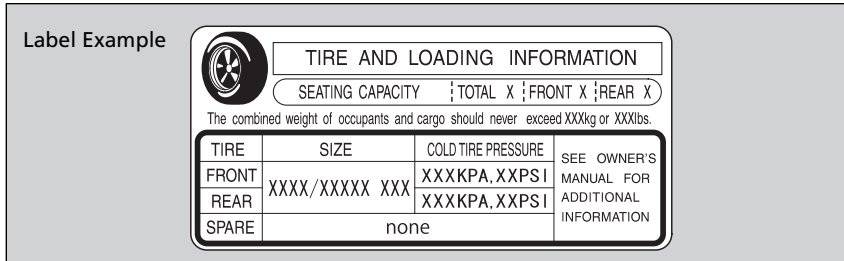 Label Example
TIRE AND LOADING INFORMATION
SEATING CAPACITY TOTAL X FRONT X REAR X
The combined weight of occupants and cargo should never exceed XXXkg or XXXlbs.
TIRE SIZE COLD TIRE PRESSURE
FRONT XXXX/XXXXX XXX XXXKPA,XXPSI
REAR XXXKPA,XXPSI
SPARE none
SEE OWNER'S
MANUAL FOR
ADDITIONAL
INFORMATION